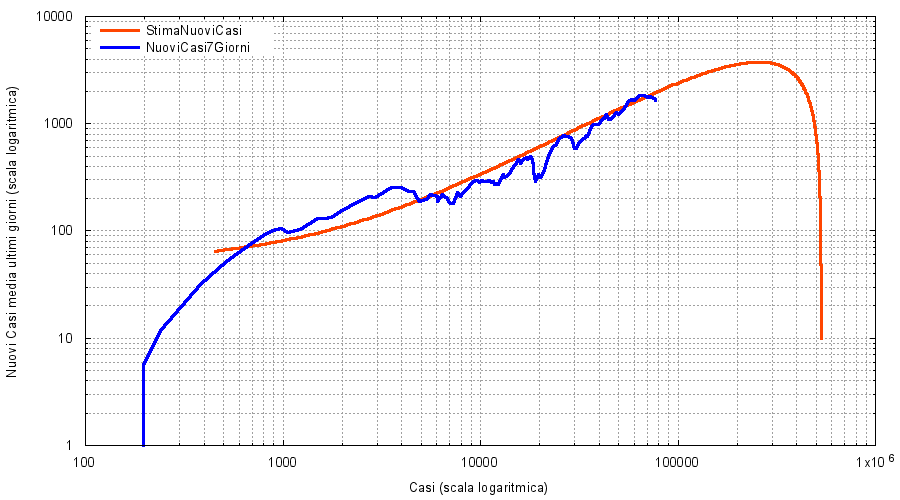 10000
StimaNuoviCasi
NuoviCasi7Giorni
1000
100
10
1
100
1000
10000
100000
1x10 6
Nuovi Casi media ultimi giorni (scala logaritmica)
Casi (scala logaritmica)